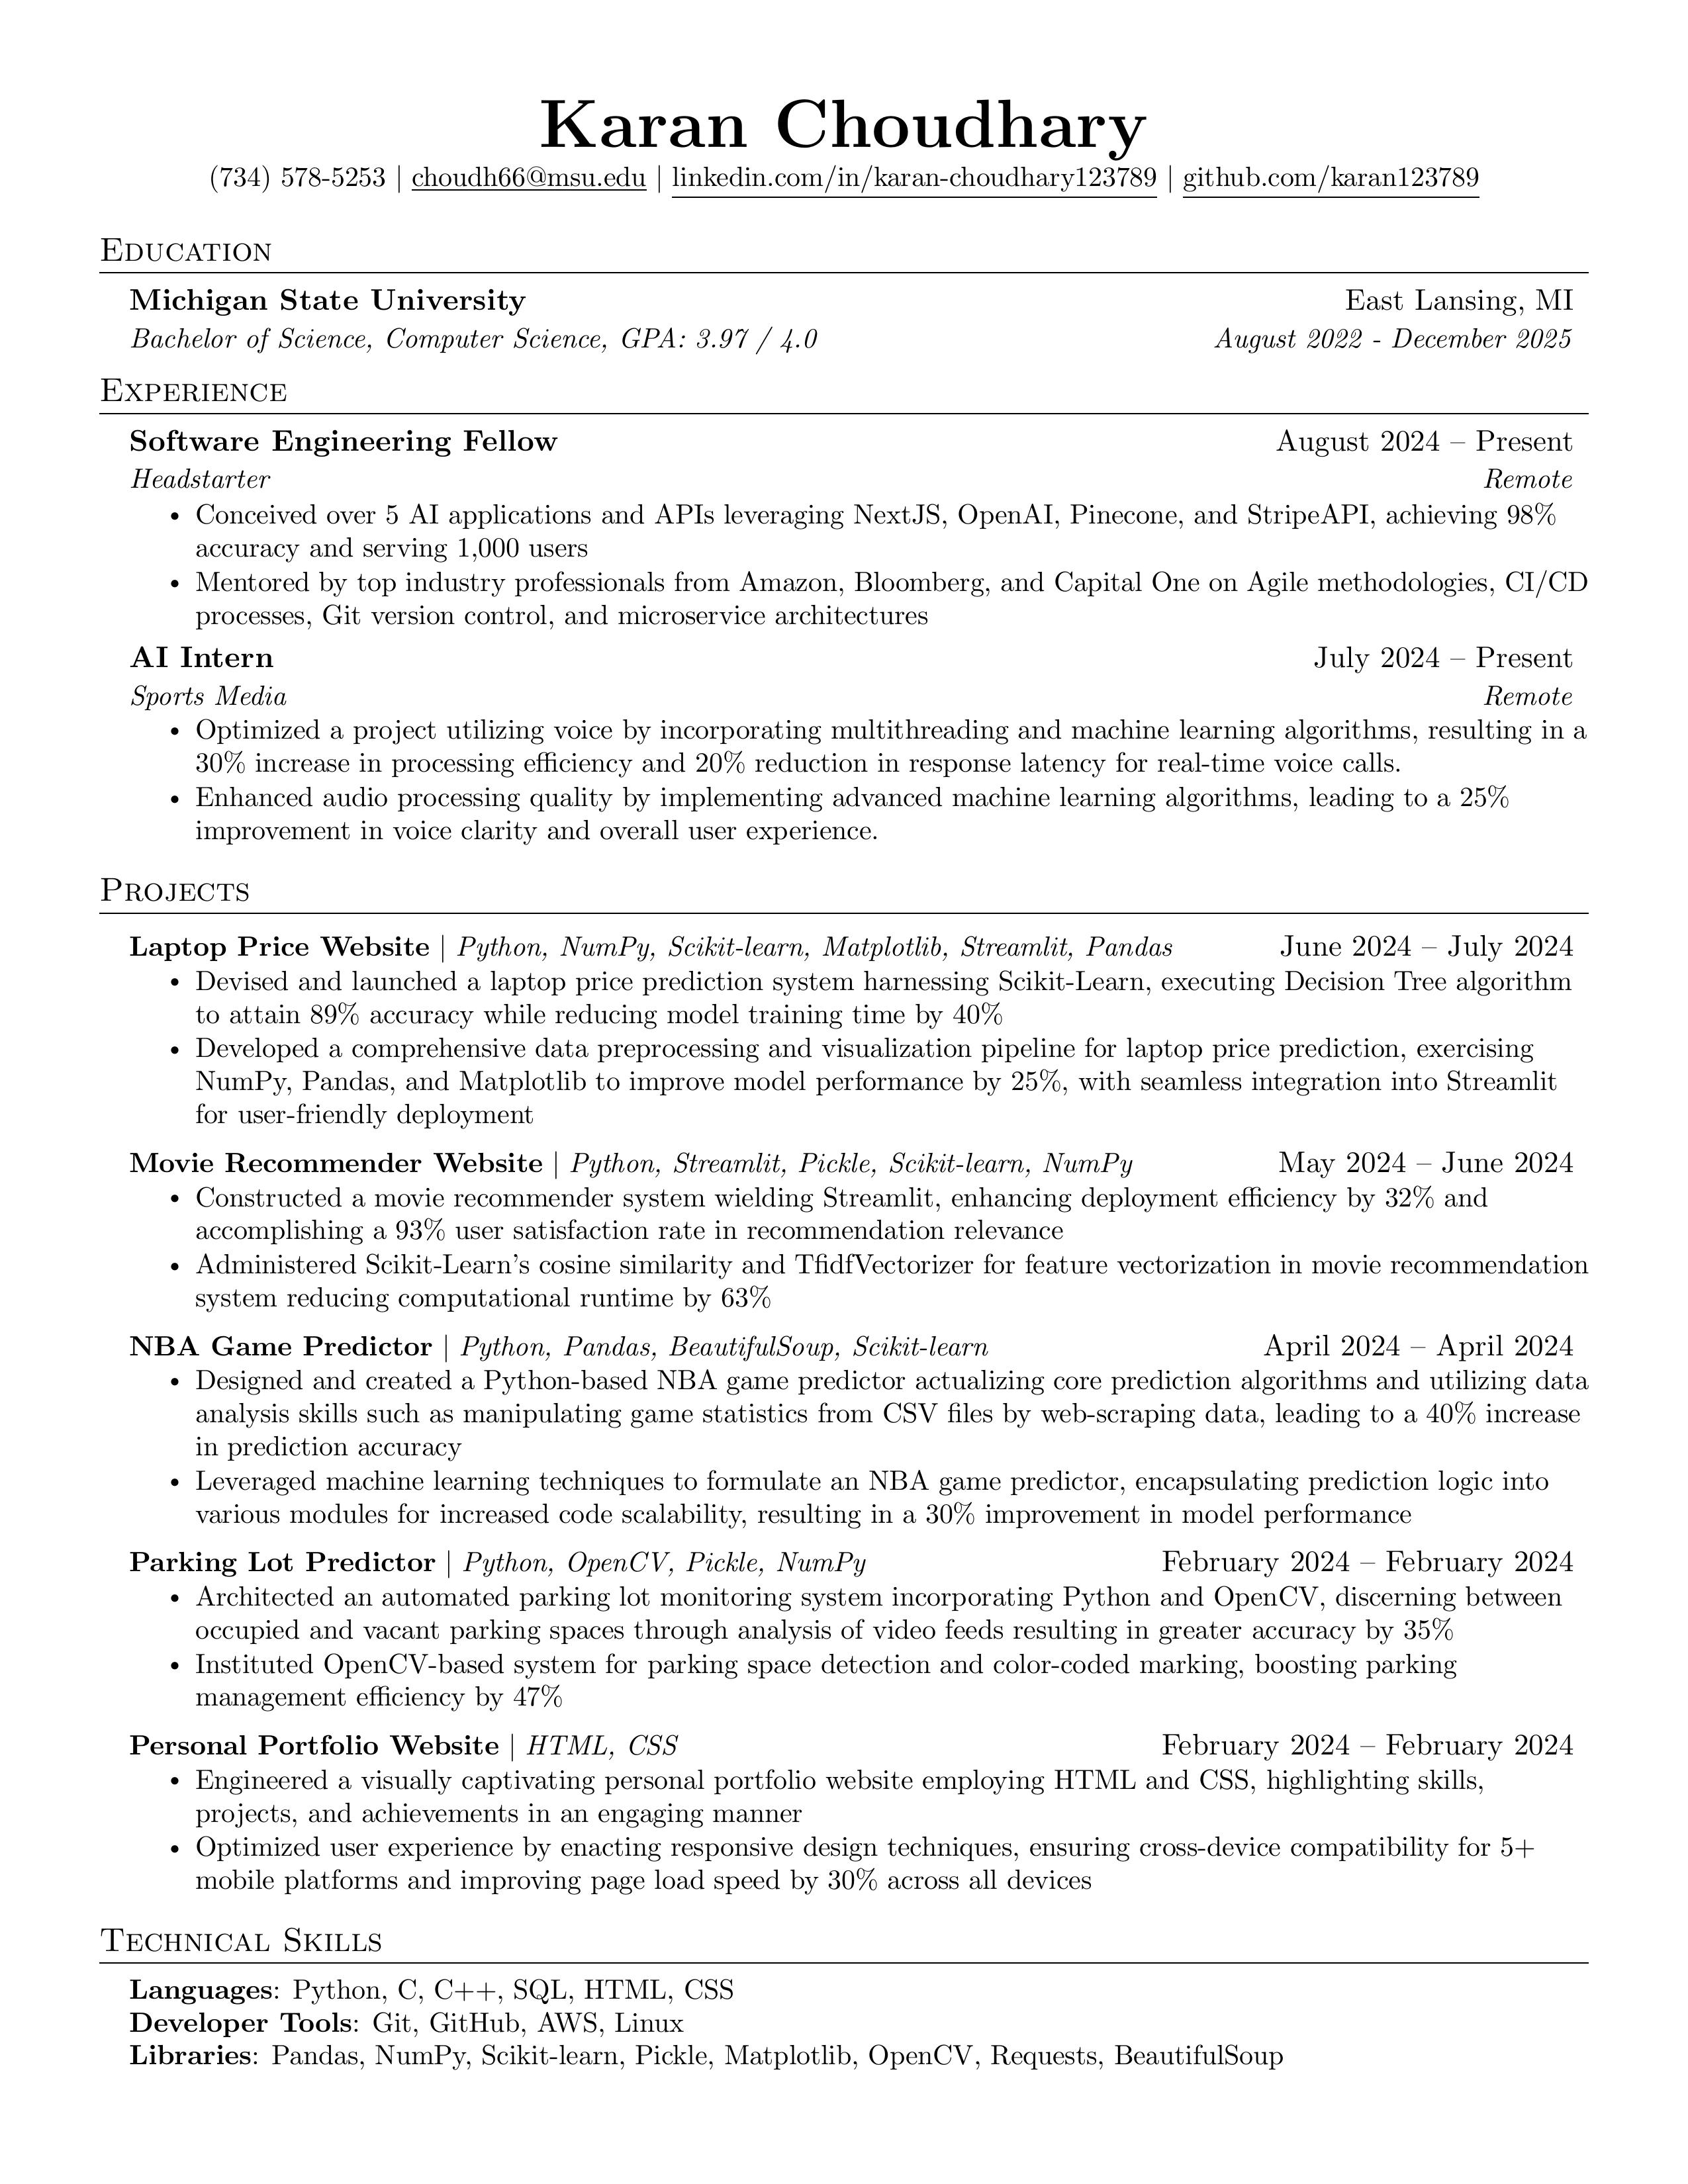 Karan Choudhary
(734) 578-5253 | choudh66@msu.edu | linkedin.com/in/karan-choudhary123789 | github.com/karan123789
Education
Michigan State University East Lansing, MI
Bachelor of Science, Computer Science, GPA: 3.97 / 4.0 August 2022 - December 2025
Experience
Software Engineering Fellow August 2024 – Present
Headstarter Remote
• Conceived over 5 AI applications and APIs leveraging NextJS, OpenAI, Pinecone, and StripeAPI, achieving 98%
accuracy and serving 1,000 users
• Mentored by top industry professionals from Amazon, Bloomberg, and Capital One on Agile methodologies, CI/CD
processes, Git version control, and microservice architectures
AI Intern July 2024 – Present
Sports Media Remote
• Optimized a project utilizing voice by incorporating multithreading and machine learning algorithms, resulting in a
30% increase in processing efficiency and 20% reduction in response latency for real-time voice calls.
• Enhanced audio processing quality by implementing advanced machine learning algorithms, leading to a 25%
improvement in voice clarity and overall user experience.
Projects
Laptop Price Website | Python, NumPy, Scikit-learn, Matplotlib, Streamlit, Pandas June 2024 – July 2024
• Devised and launched a laptop price prediction system harnessing Scikit-Learn, executing Decision Tree algorithm
to attain 89% accuracy while reducing model training time by 40%
• Developed a comprehensive data preprocessing and visualization pipeline for laptop price prediction, exercising
NumPy, Pandas, and Matplotlib to improve model performance by 25%, with seamless integration into Streamlit
for user-friendly deployment
Movie Recommender Website | Python, Streamlit, Pickle, Scikit-learn, NumPy May 2024 – June 2024
• Constructed a movie recommender system wielding Streamlit, enhancing deployment efficiency by 32% and
accomplishing a 93% user satisfaction rate in recommendation relevance
• Administered Scikit-Learn's cosine similarity and TfidfVectorizer for feature vectorization in movie recommendation
system reducing computational runtime by 63%
NBA Game Predictor | Python, Pandas, BeautifulSoup, Scikit-learn April 2024 – April 2024
• Designed and created a Python-based NBA game predictor actualizing core prediction algorithms and utilizing data
analysis skills such as manipulating game statistics from CSV files by web-scraping data, leading to a 40% increase
in prediction accuracy
• Leveraged machine learning techniques to formulate an NBA game predictor, encapsulating prediction logic into
various modules for increased code scalability, resulting in a 30% improvement in model performance
Parking Lot Predictor | Python, OpenCV, Pickle, NumPy February 2024 – February 2024
• Architected an automated parking lot monitoring system incorporating Python and OpenCV, discerning between
occupied and vacant parking spaces through analysis of video feeds resulting in greater accuracy by 35%
• Instituted OpenCV-based system for parking space detection and color-coded marking, boosting parking
management efficiency by 47%
Personal Portfolio Website | HTML, CSS February 2024 – February 2024
• Engineered a visually captivating personal portfolio website employing HTML and CSS, highlighting skills,
projects, and achievements in an engaging manner
• Optimized user experience by enacting responsive design techniques, ensuring cross-device compatibility for 5+
mobile platforms and improving page load speed by 30% across all devices
Technical Skills
Languages: Python, C, C++, SQL, HTML, CSS
Developer Tools: Git, GitHub, AWS, Linux
Libraries: Pandas, NumPy, Scikit-learn, Pickle, Matplotlib, OpenCV, Requests, BeautifulSoup